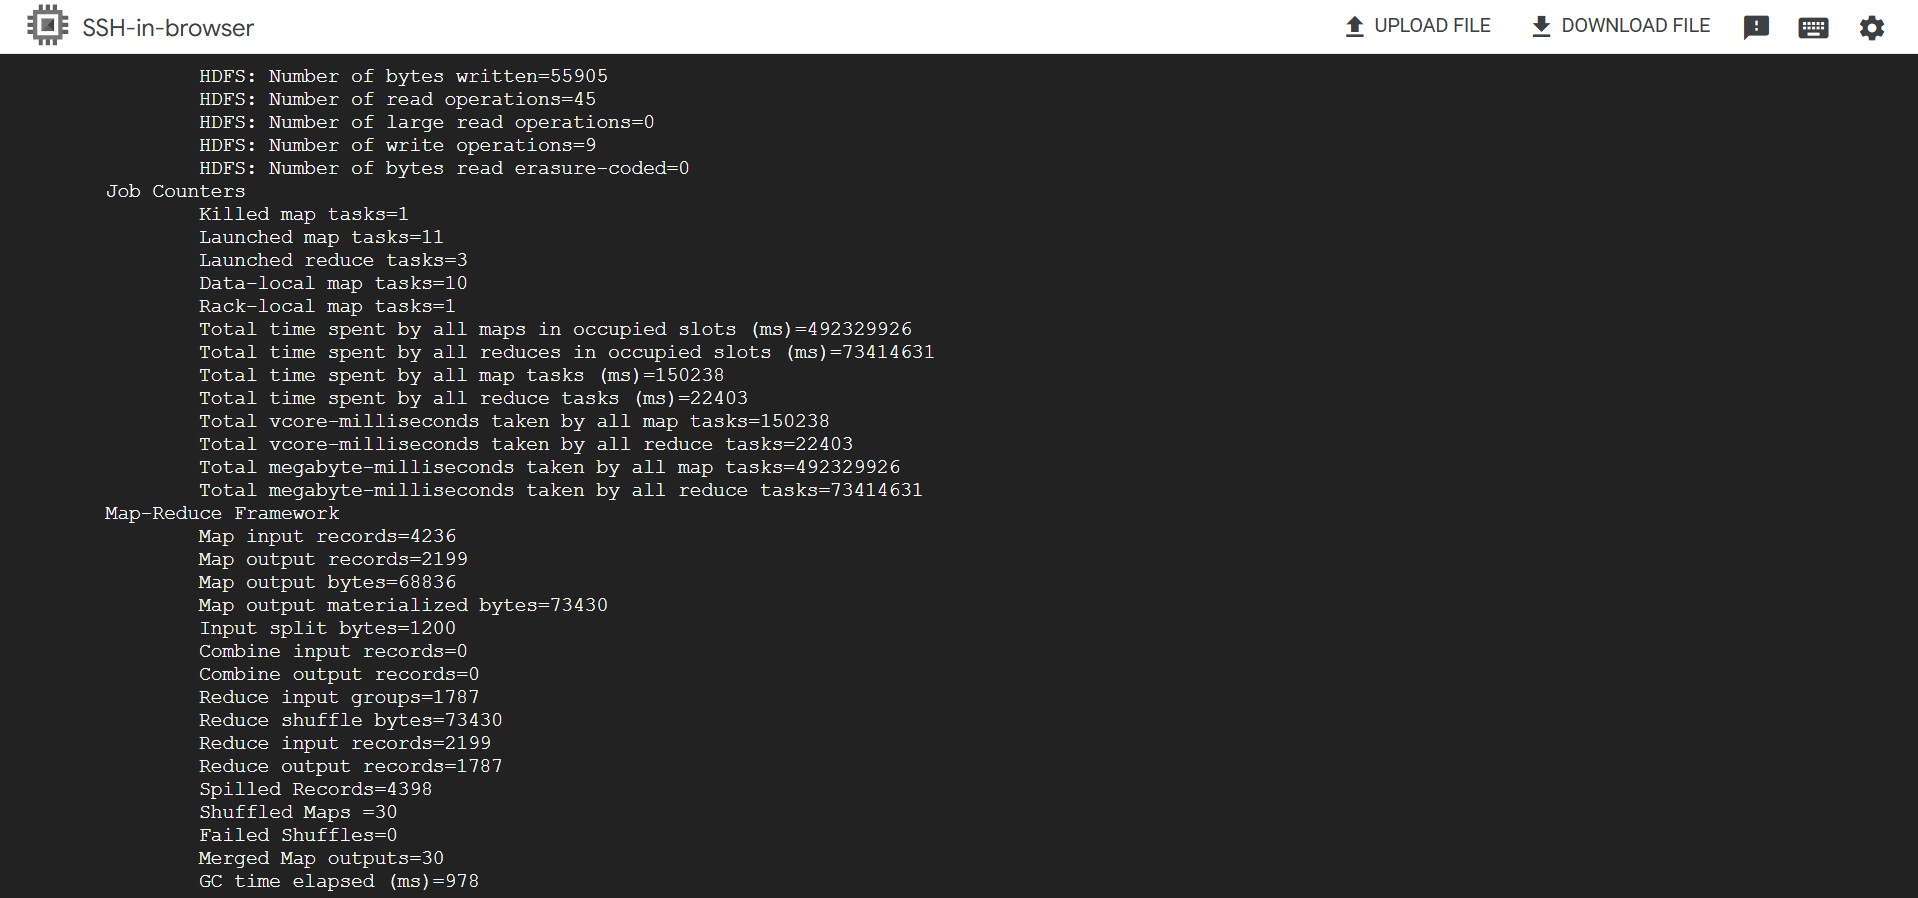 SSH-in-browser
UPLOAD FILE
DOWNLOAD FILE
HDFS: Number of bytes written=55905
HDFS: Number of read operations=45
HDFS: Number of large read operations=0
HDFS: Number of write operations=9
HDFS: Number of bytes read erasure-coded=0
Job Counters
Killed map tasks=1
Launched map tasks=11
Launched reduce tasks=3
Data-local map tasks=10
Rack-local map tasks=1
Total time spent by all maps in occupied slots (ms)=492329926
Total time spent by all reduces in occupied slots (ms)=73414631
Total time spent by all map tasks (ms)=150238
Total time spent by all reduce tasks (ms)=22403
Total vcore-milliseconds taken by all map tasks=150238
Total vcore-milliseconds taken by all reduce tasks=22403
Total megabyte-milliseconds taken by all map tasks=492329926
Total megabyte-milliseconds taken by all reduce tasks=73414631
Map-Reduce Framework
Map input records=4236
Map output records=2199
Map output bytes=68836
Map output materialized bytes=73430
Input split bytes=1200
Combine input records=0
Combine output records=0
Reduce input groups=1787
Reduce shuffle bytes=73430
Reduce input records=2199
Reduce output records=1787
Spilled Records=4398
Shuffled Maps =30
Failed Shuffles=0
Merged Map outputs=30
GC time elapsed (ms)=978